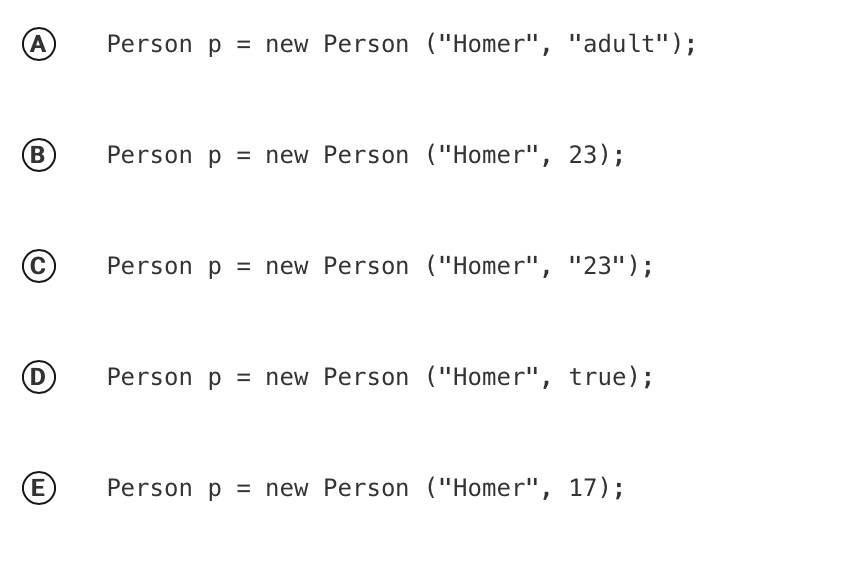 A Person p = new Person ("Homer", "adult");
B Person p = new Person ("Homer", 23);
C Person p = new Person ("Homer", "23");
D Person p = new Person ("Homer", true);
E Person p = new Person ("Homer", 17);